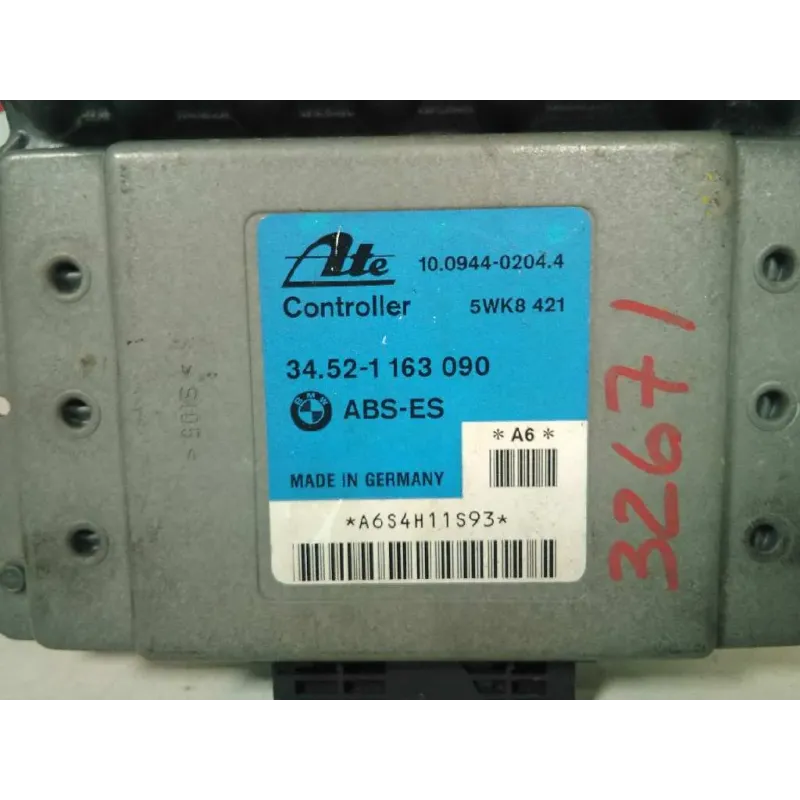 Ate 10.0944-0204.4
Controller 5WK8 421
34.52-1 163 090
BMW ABS-ES
*A6*
MADE IN GERMANY
*A6S4H11S93*
32671